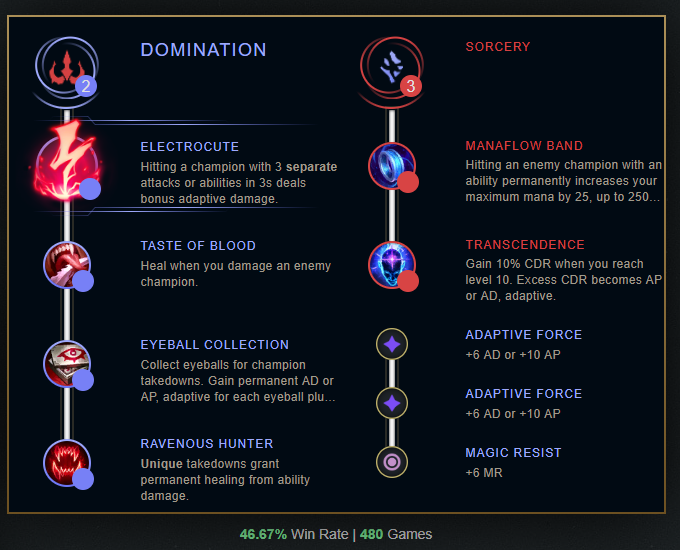 DOMINATION
2
ELECTROCUTE
Hitting a champion with 3 separate
attacks or abilities in 3s deals
bonus adaptive damage.
TASTE OF BLOOD
Heal when you damage an enemy
champion.
EYEBALL COLLECTION
Collect eyeballs for champion
takedowns. Gain permanent AD or
AP, adaptive for each eyeball plu...
RAVENOUS HUNTER
Unique takedowns grant
permanent healing from ability
damage.
SORCERY
3
MANAFLOW BAND
Hitting an enemy champion with an
ability permanently increases your
maximum mana by 25, up to 250...
TRANSCENDENCE
Gain 10% CDR when you reach
level 10. Excess CDR becomes AP
or AD, adaptive.
ADAPTIVE FORCE
+6 AD or +10 AP
ADAPTIVE FORCE
+6 AD or +10 AP
MAGIC RESIST
+6 MR
46.67% Win Rate | 480 Games